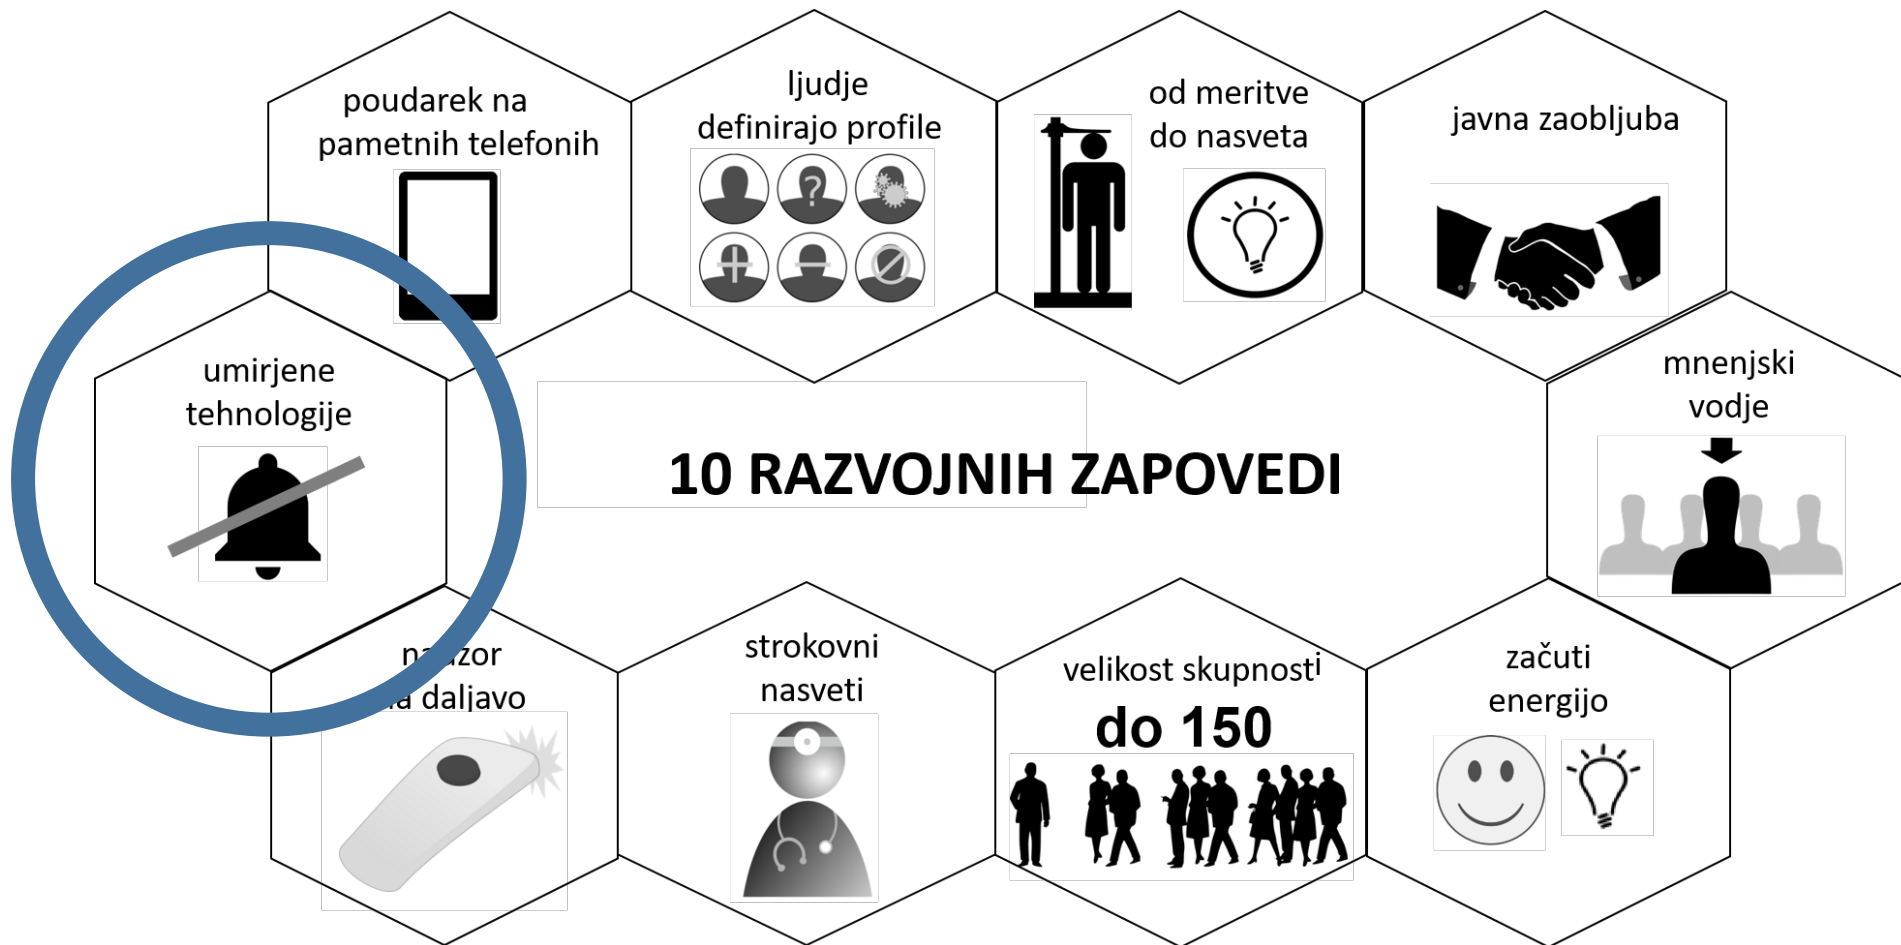 poudarek na
pametnih telefonih
ljudje
definirajo profile
od meritve
do nasveta
javna zaobljuba
umirjene
tehnologije
10 RAZVOJNIH ZAPOVEDI
mnenjski
vodje
daljavo
strokovni
nasveti
velikost skupnosti
do 150
začuti
energijo